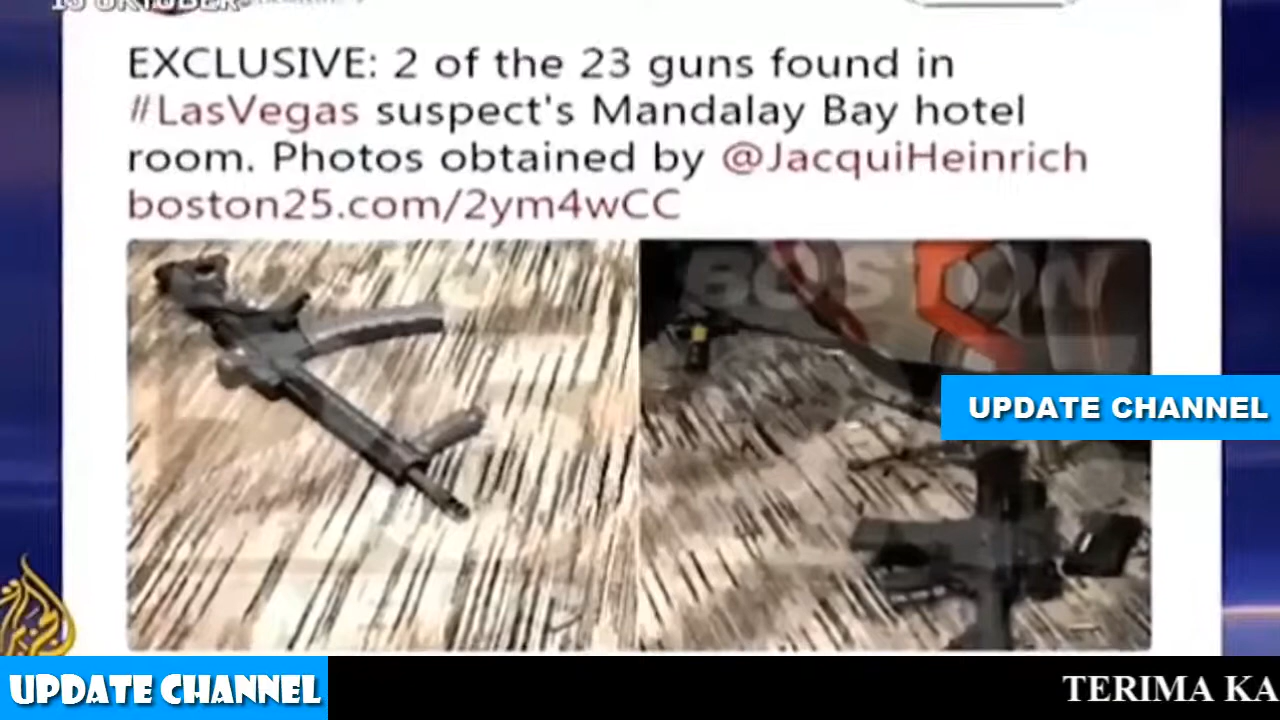 EXCLUSIVE: 2 of the 23 guns found in
#LasVegas suspect's Mandalay Bay hotel
room. Photos obtained by @JacquiHeinrich
boston25.com/2ym4wCC
BOSTON
UPDATE CHANNEL
UPDATE CHANNEL
TERIMA KA